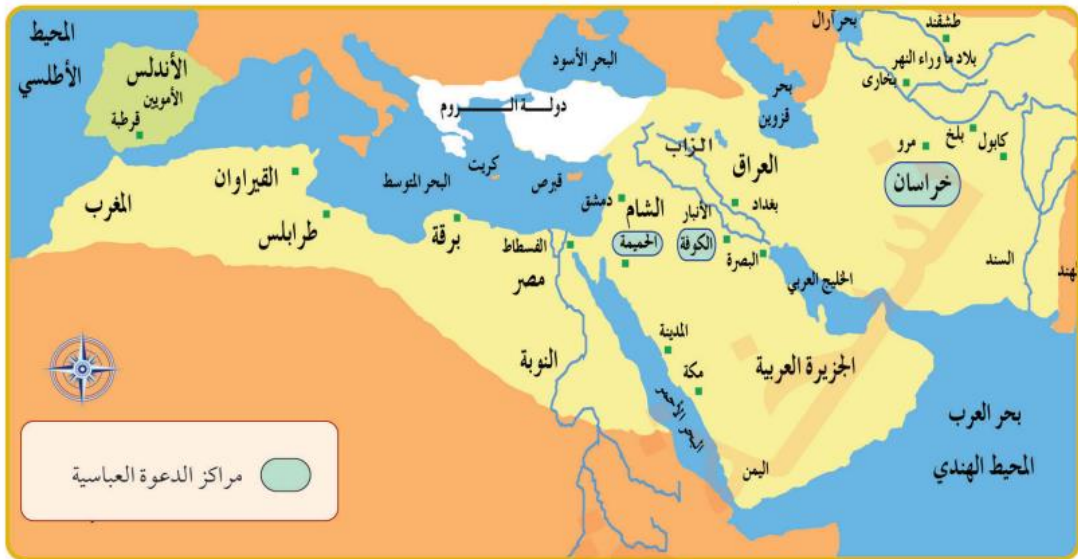 المحيط
الأطلسي
الأندلس
الأمويين
قرطبة
البحر الأسود
دولة الروم
بحر
قزوين
بحر آرال
طشقند
بلاد ما وراء النهر
بخارى
بلخ
كابول
مرو
خراسان
السند
الهند
المغرب
القيراوان
طرابلس
برقة
البحر المتوسط
كريت
قبرص
الفسطاط
مصر
النوبة
دمشق
الشام
الحميمة
الزاب
العراق
الأنبار
بغداد
الكوفة
البصرة
الخليج العربي
المدينة
مكة
البحر الأحمر
الجزيرة العربية
اليمن
بحر العرب
المحيط الهندي
مراكز الدعوة العباسية